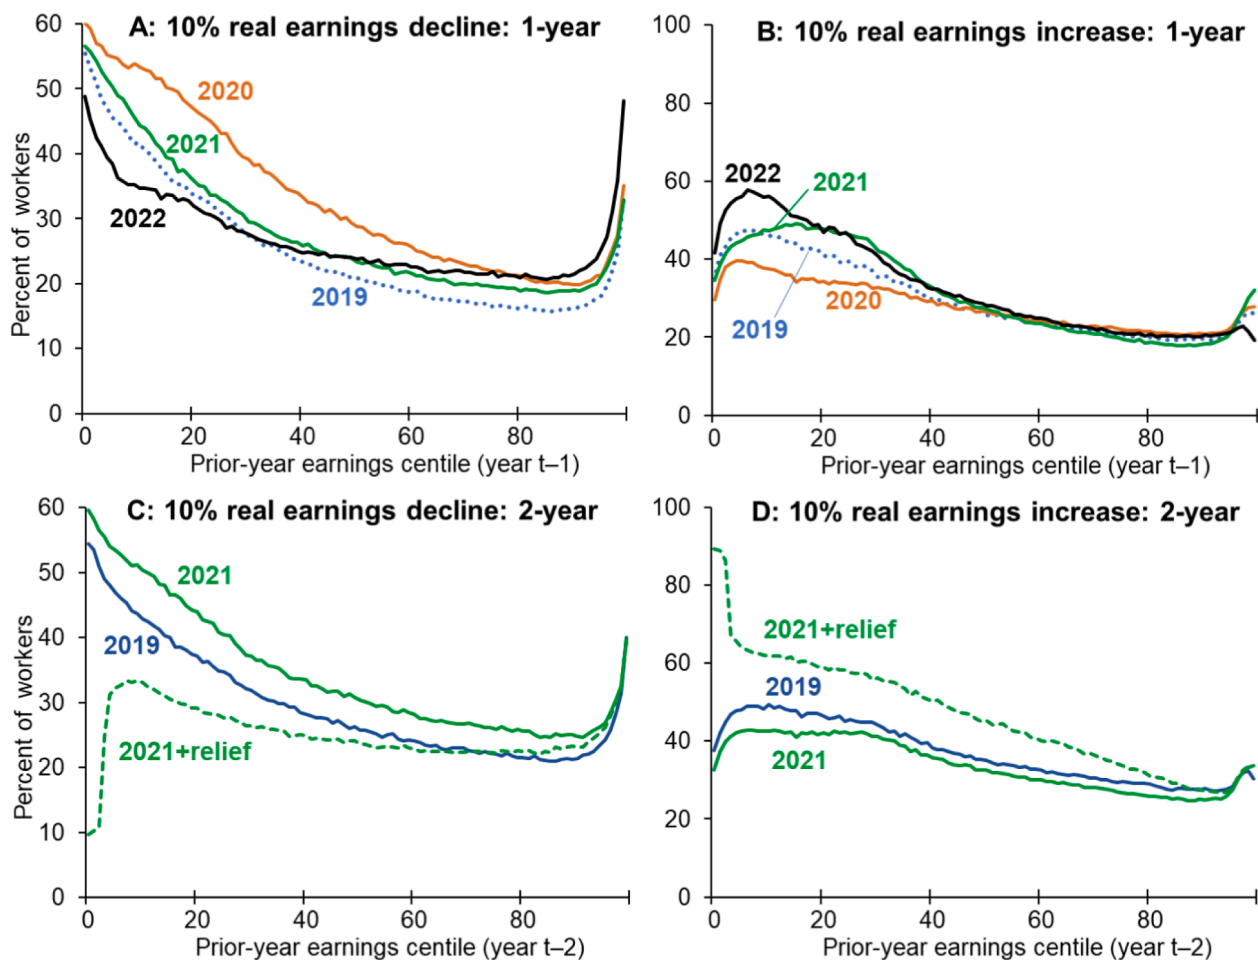 A: 10% real earnings decline: 1-year
Percent of workers
60
50
40
30
20
10
0
2020
2021
2022
2019
0 20 40 60 80
Prior-year earnings centile (year t–1)
B: 10% real earnings increase: 1-year
100
80
60
40
20
0
2022
2021
2020
2019
0 20 40 60 80
Prior-year earnings centile (year t–1)
C: 10% real earnings decline: 2-year
Percent of workers
60
50
40
30
20
10
0
2021
2019
2021+relief
0 20 40 60 80
Prior-year earnings centile (year t–2)
D: 10% real earnings increase: 2-year
100
80
60
40
20
0
2021+relief
2019
2021
0 20 40 60 80
Prior-year earnings centile (year t–2)